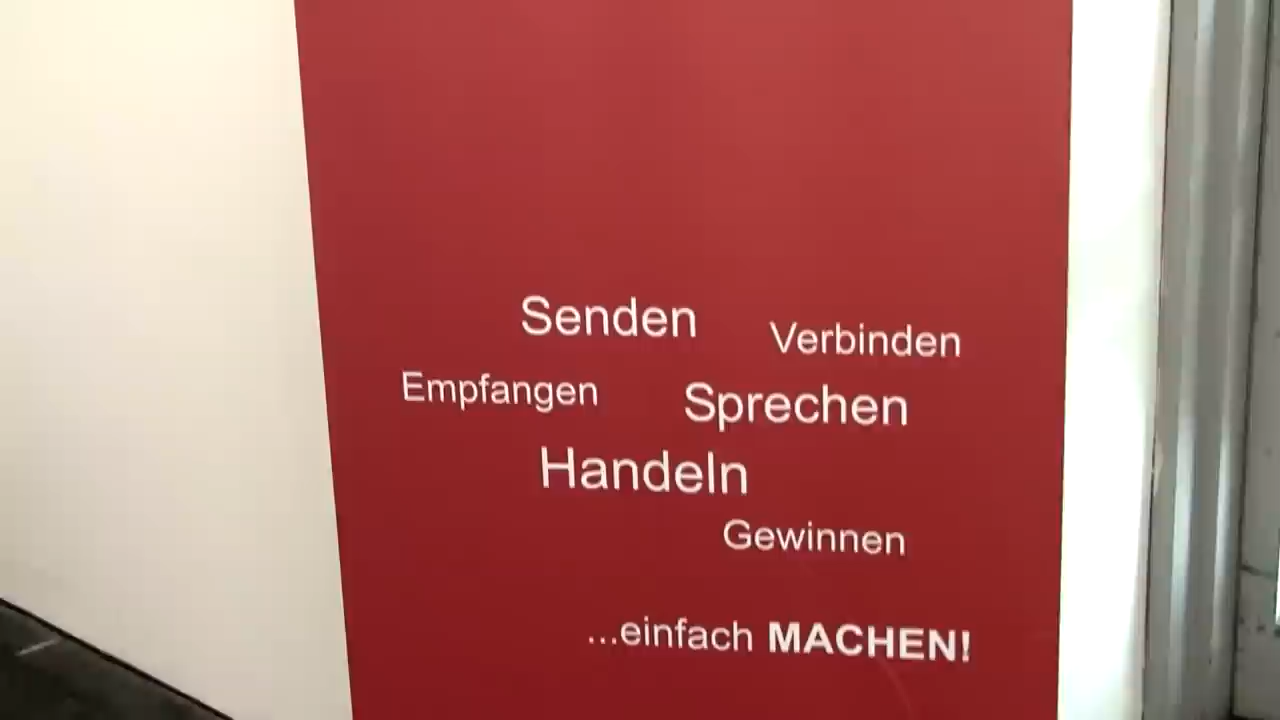 Senden
Verbinden
Empfangen
Sprechen
Handeln
Gewinnen
...einfach MACHEN!